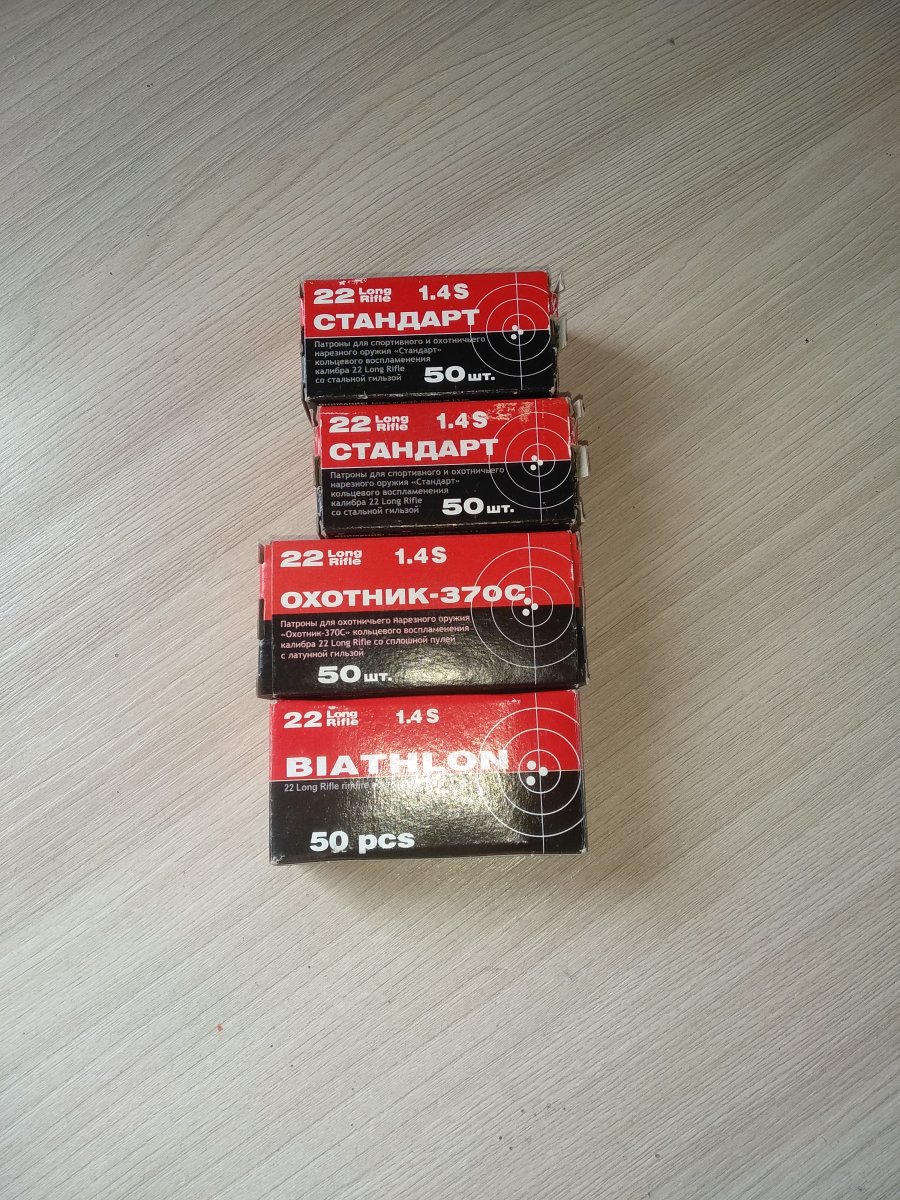 22 Long Rifle 1.4 S
СТАНДАРТ
Патроны для спортивного и охотничьего
нарезного оружия «Стандарт»
кольцевого воспламенения
калибра 22 Long Rifle
со стальной гильзой
50 шт.
22 Long Rifle 1.4 S
СТАНДАРТ
Патроны для спортивного и охотничьего
нарезного оружия «Стандарт»
кольцевого воспламенения
калибра 22 Long Rifle
со стальной гильзой
50 шт.
22 Long Rifle 1.4 S
ОХОТНИК-370С
Патроны для охотничьего нарезного оружия
«Охотник-370С» кольцевого воспламенения
калибра 22 Long Rifle со сплошной пулей
с латунной гильзой
50 шт.
22 Long Rifle 1.4 S
BIATHLON
22 Long Rifle rimfire
50 pcs